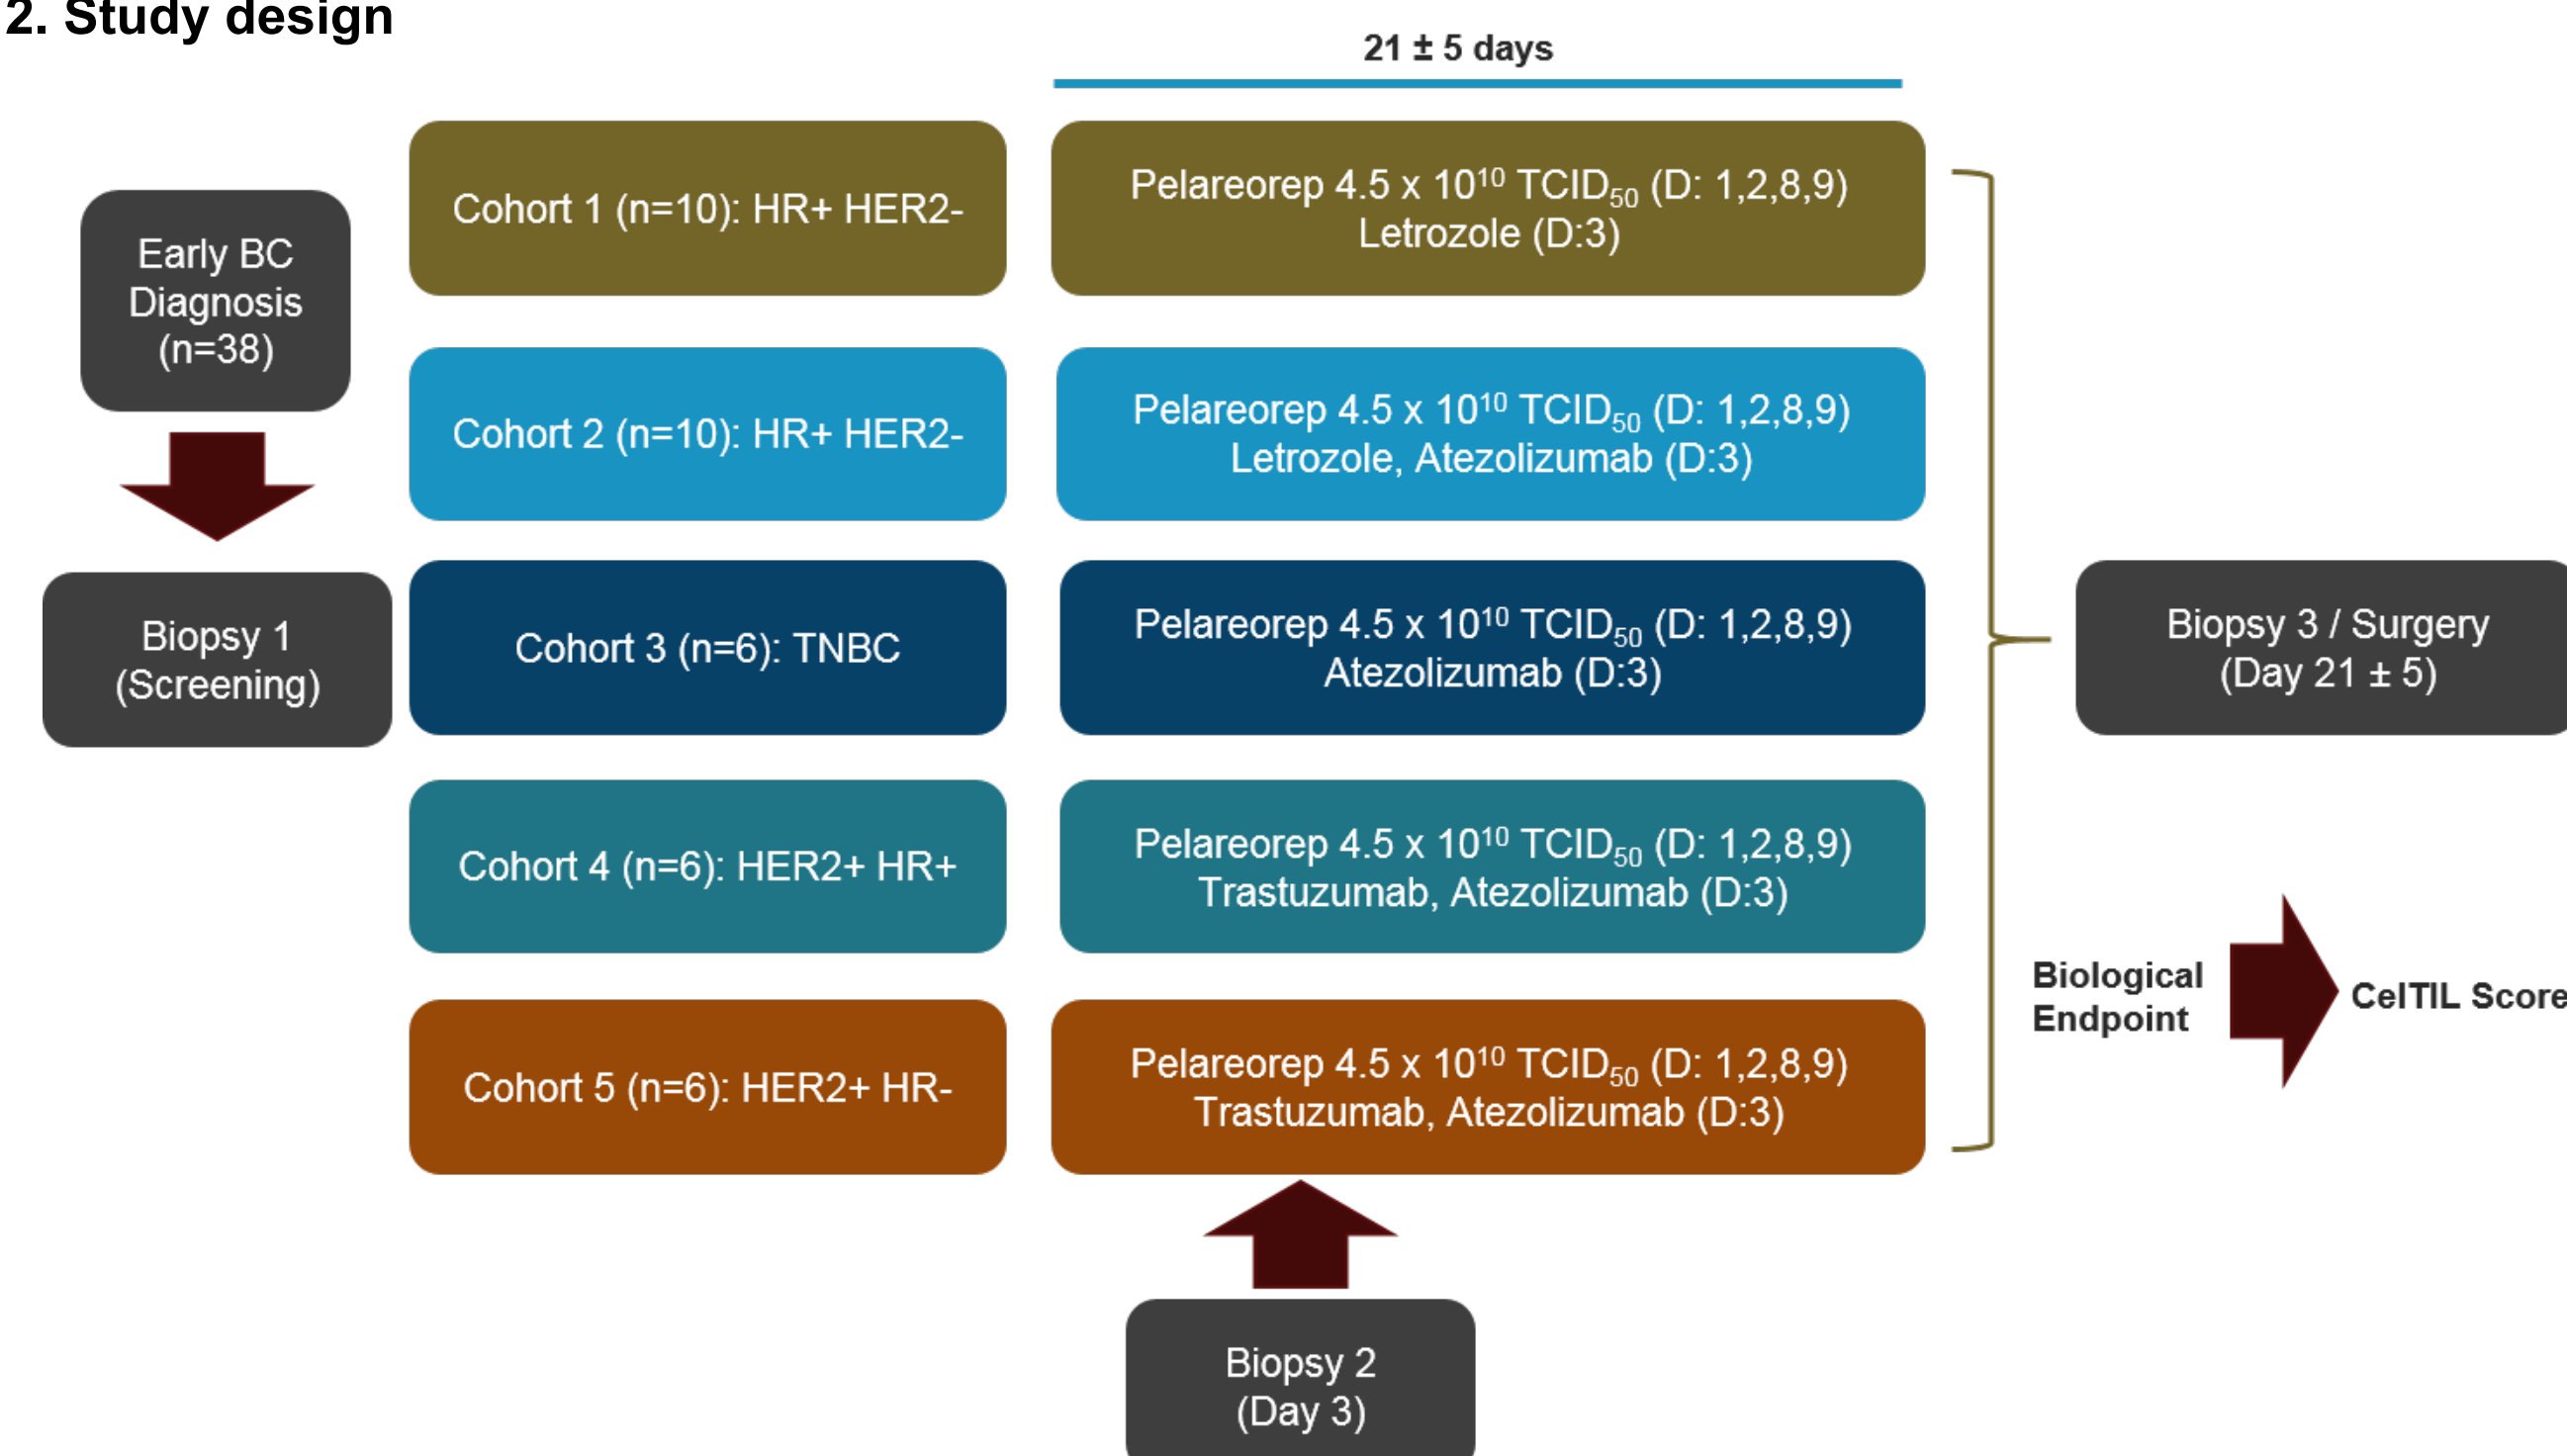 2. Study design
21 ± 5 days
Early BC
Diagnosis
(n=38)
Biopsy 1
(Screening)
Cohort 1 (n=10): HR+ HER2-
Pelareorep 4.5 x 10¹⁰ TCID₅₀ (D: 1,2,8,9)
Letrozole (D:3)
Cohort 2 (n=10): HR+ HER2-
Pelareorep 4.5 x 10¹⁰ TCID₅₀ (D: 1,2,8,9)
Letrozole, Atezolizumab (D:3)
Cohort 3 (n=6): TNBC
Pelareorep 4.5 x 10¹⁰ TCID₅₀ (D: 1,2,8,9)
Atezolizumab (D:3)
Cohort 4 (n=6): HER2+ HR+
Pelareorep 4.5 x 10¹⁰ TCID₅₀ (D: 1,2,8,9)
Trastuzumab, Atezolizumab (D:3)
Cohort 5 (n=6): HER2+ HR-
Pelareorep 4.5 x 10¹⁰ TCID₅₀ (D: 1,2,8,9)
Trastuzumab, Atezolizumab (D:3)
Biopsy 2
(Day 3)
Biopsy 3 / Surgery
(Day 21 ± 5)
Biological
Endpoint
CelTIL Score